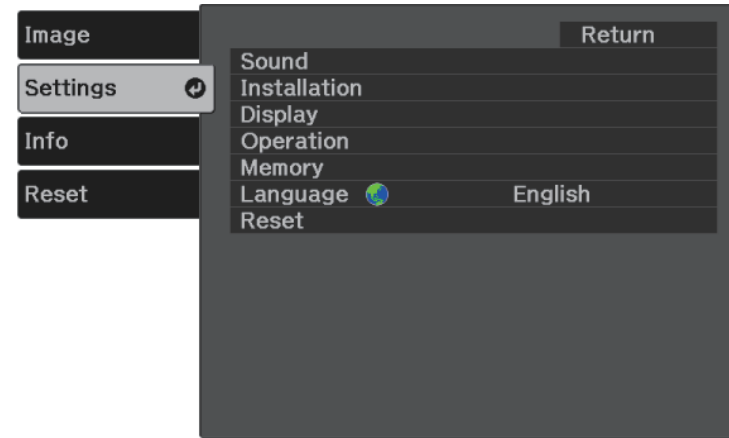 Image
Settings
Info
Reset
Return
Sound
Installation
Display
Operation
Memory
Language English
Reset